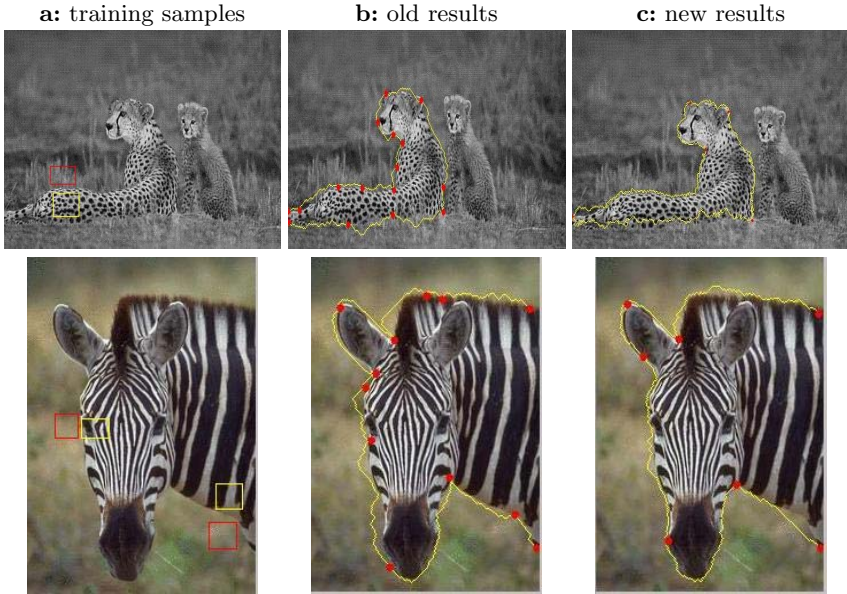 a: training samples
b: old results
c: new results